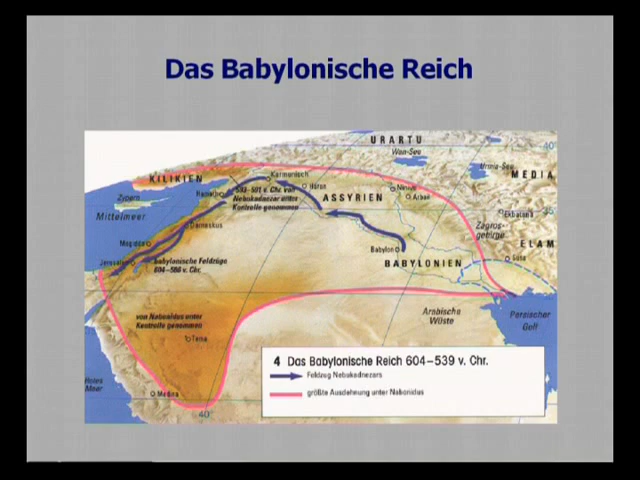 Das Babylonische Reich
URARTU
Wan-See
Urmia-See
MEDIA
KILIKIEN
Karkemisch
Haran
Ninive
Arbae
ASSYRIEN
Zypern
Hamath
Mittelmeer
Damaskus
Ekbatana
Zagros-
gebirge
ELAM
Megiddo
Babylon
BABYLONIEN
Susa
Jerusalem
babylonische Feldzüge
604–586 v. Chr.
von Nabonidus unter
Kontrolle genommen
Tema
Arabische
Wüste
Persischer
Golf
Rotes
Meer
Medina
40°
4 Das Babylonische Reich 604–539 v. Chr.
Feldzug Nebukadnezars
größte Ausdehnung unter Nabonidus